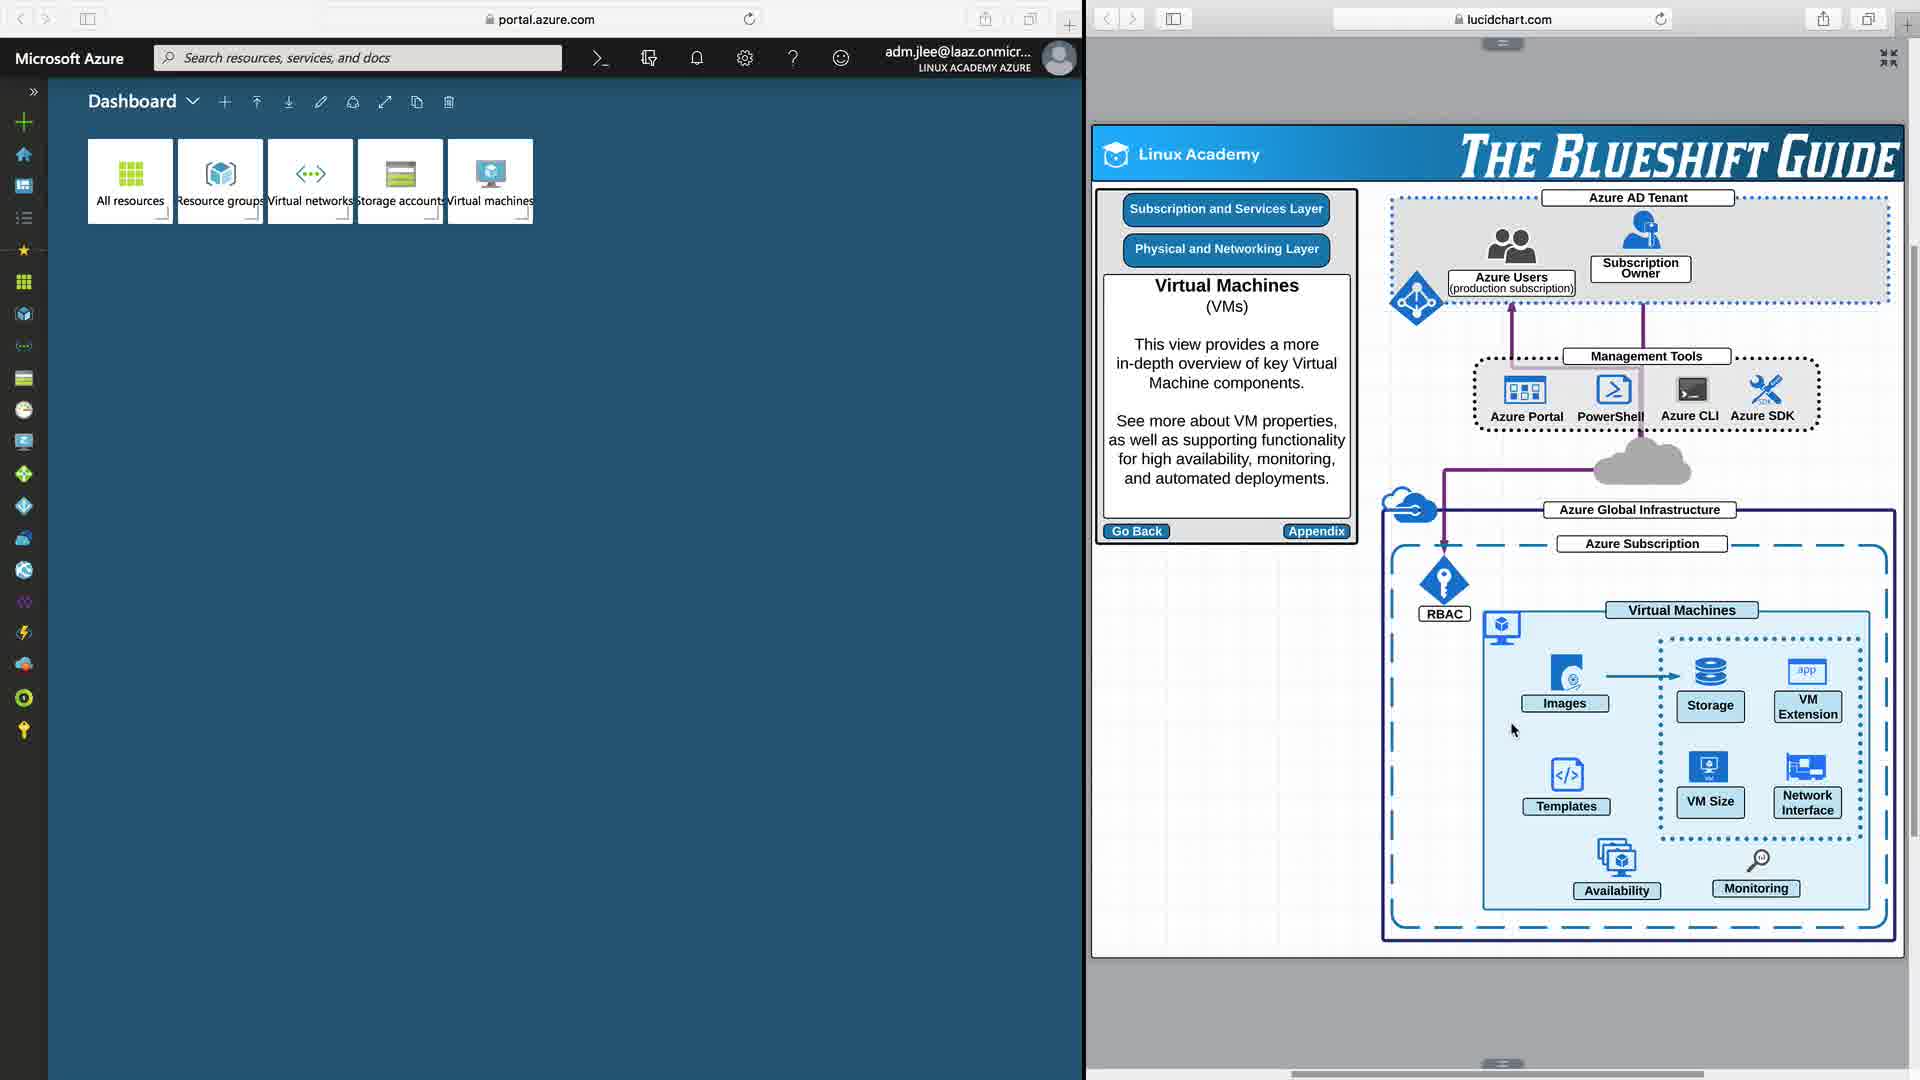 portal.azure.com
Microsoft Azure
Search resources, services, and docs
adm.jlee@laaz.onmicr...
LINUX ACADEMY AZURE
Dashboard
All resources
Resource groups
Virtual networks
Storage accounts
Virtual machines
lucidchart.com
Linux Academy
THE BLUESHIFT GUIDE
Subscription and Services Layer
Physical and Networking Layer
Virtual Machines
(VMs)
This view provides a more
in-depth overview of key Virtual
Machine components.
See more about VM properties,
as well as supporting functionality
for high availability, monitoring,
and automated deployments.
Go Back
Appendix
Azure AD Tenant
Azure Users
(production subscription)
Subscription
Owner
Management Tools
Azure Portal
PowerShell
Azure CLI
SDK
Azure SDK
Azure Global Infrastructure
Azure Subscription
RBAC
Virtual Machines
Images
Storage
app
VM
Extension
Templates
VM
VM Size
Network
Interface
Availability
Monitoring